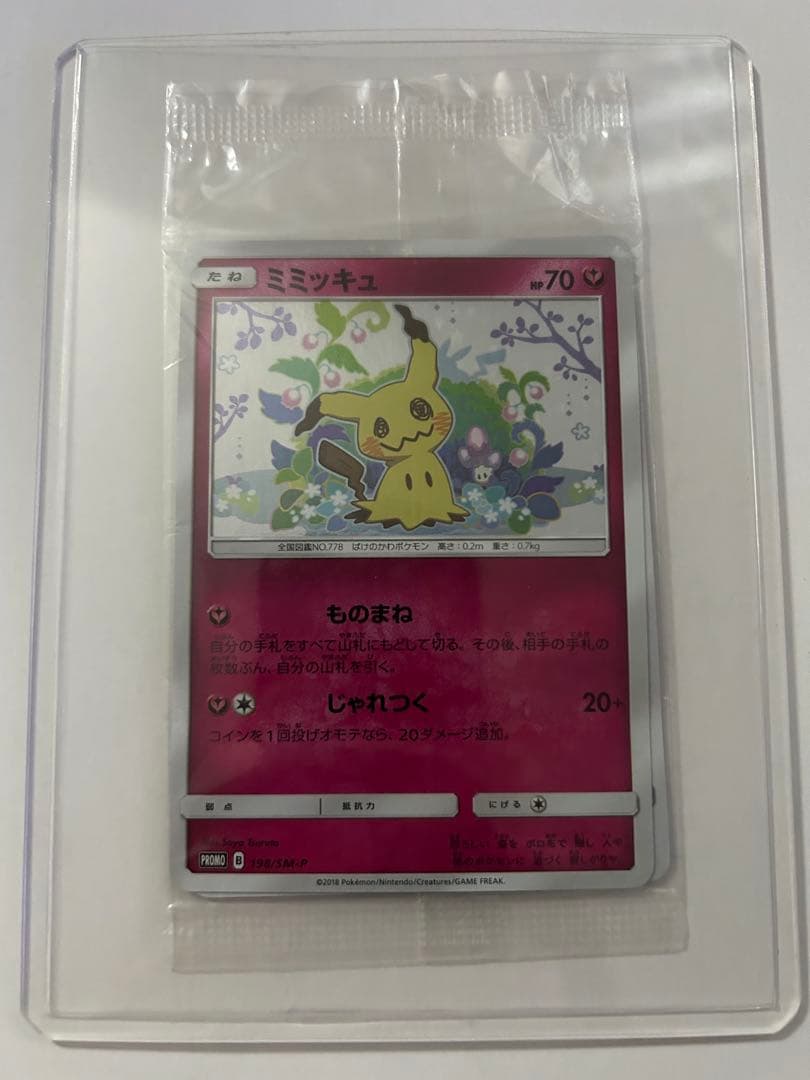 たね ミミッキュ HP 70
全国図鑑NO.778 ばけのかわポケモン 高さ:0.2m 重さ:0.7kg
ものまね
自分の手札をすべて山札にもどして切る。その後、相手の手札の
枚数ぶん、自分の山札を引く。
じゃれつく 20+
コインを1回投げオモテなら、20ダメージ追加。
弱点 抵抗力 にげる
PROMO B 198/SM-P
©2018 Pokémon/Nintendo/Creatures/GAME FREAK.